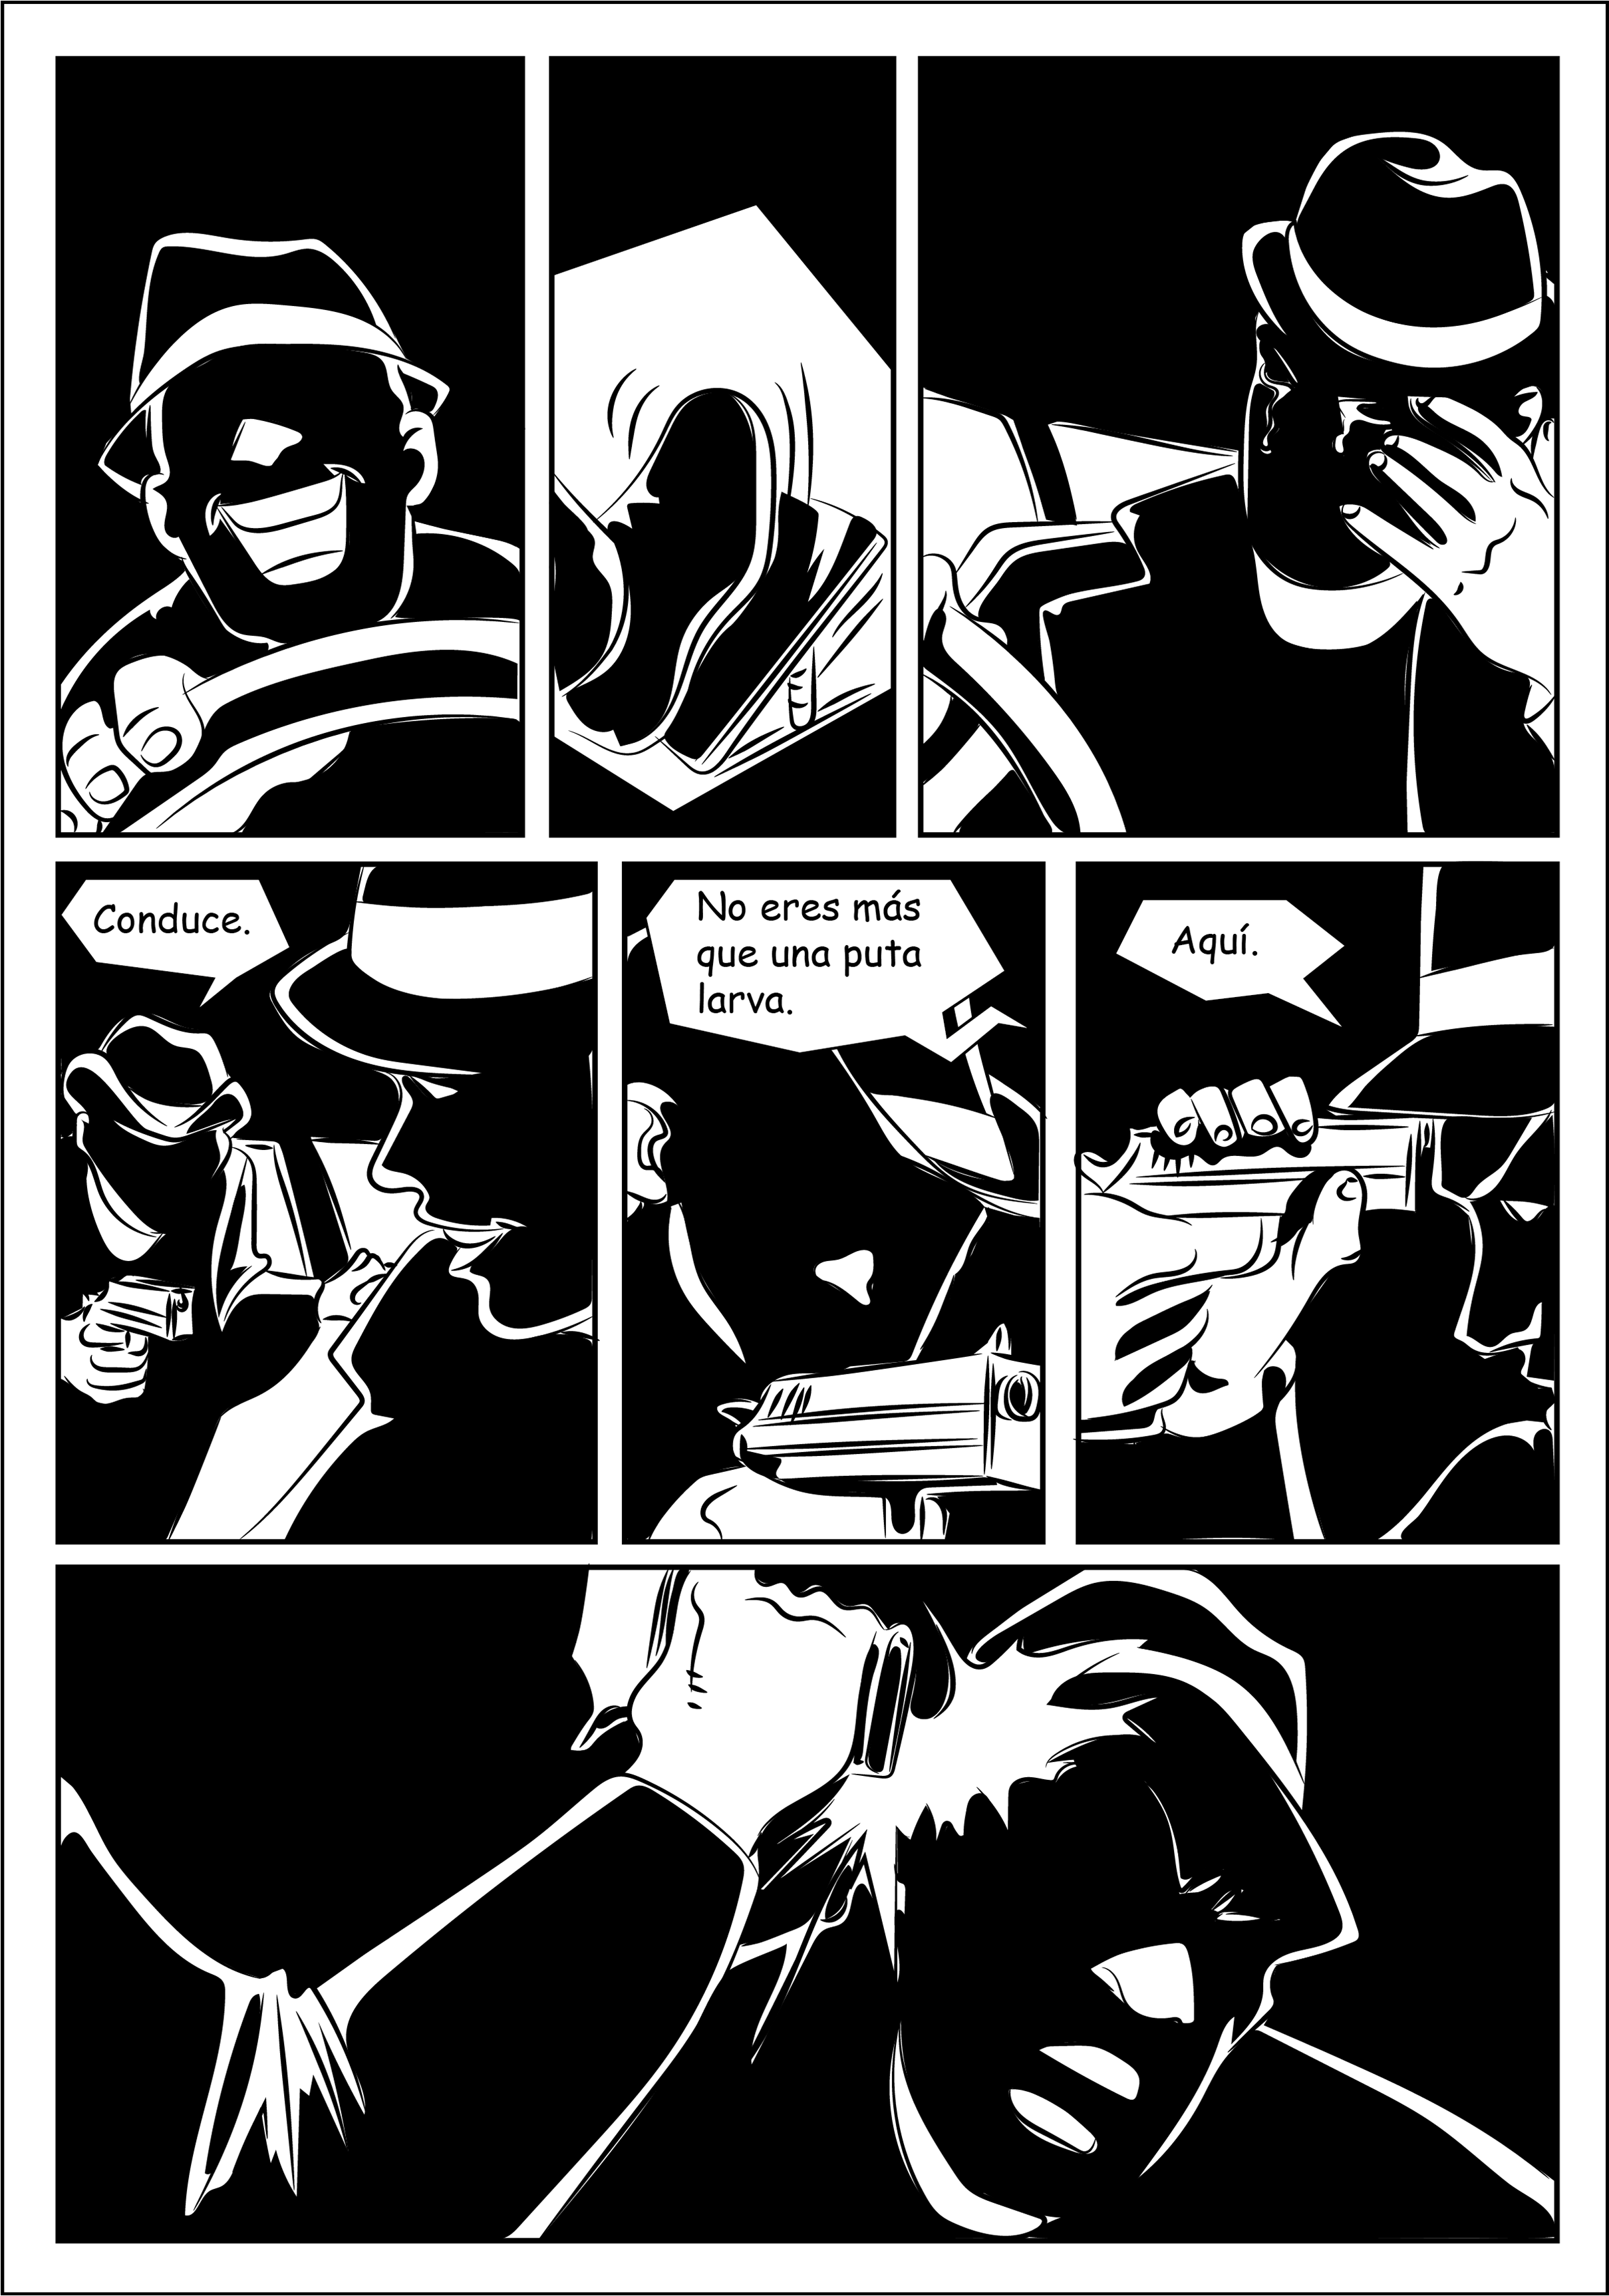 Conduce.
No eres más
que una puta
larva.
Aquí.